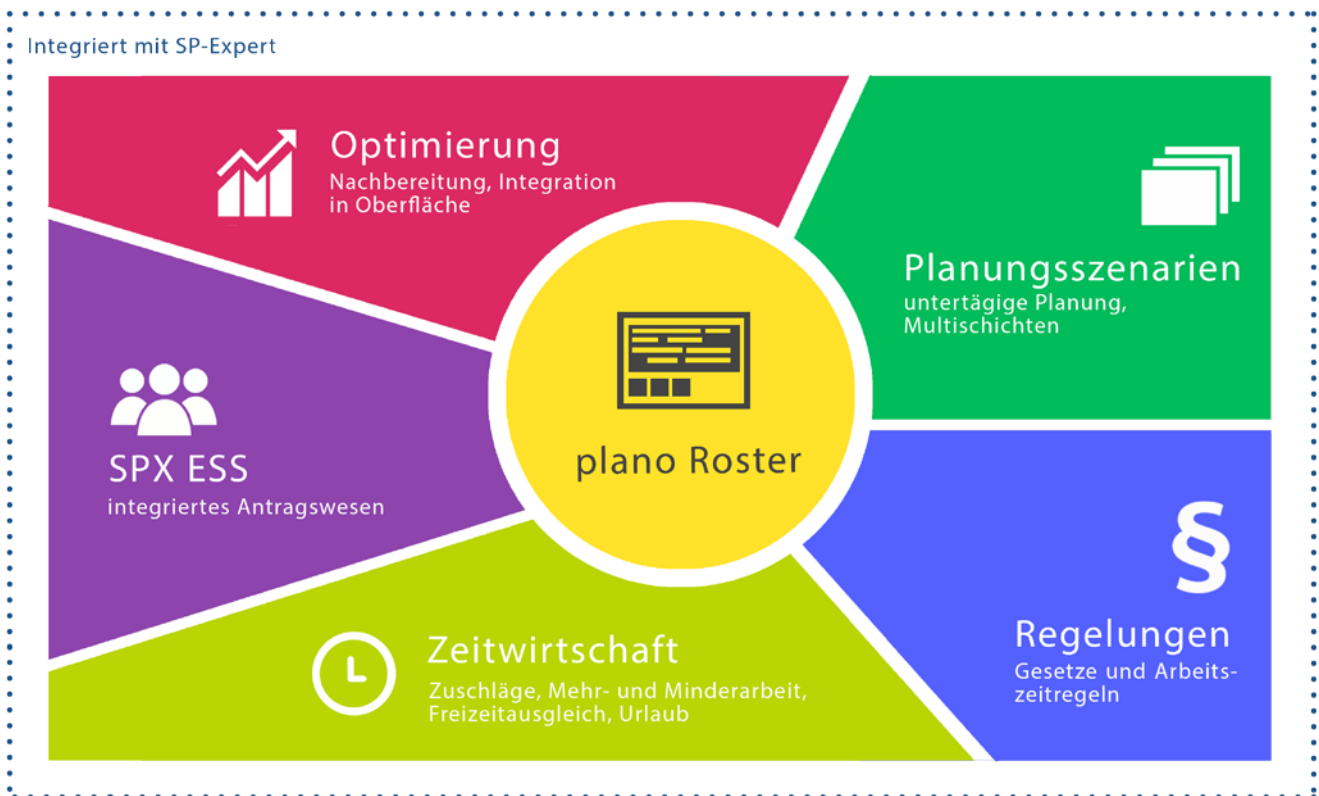 Integriert mit SP-Expert
Optimierung
Nachbereitung, Integration
in Oberfläche
Planungsszenarien
untertägige Planung,
Multischichten
plano Roster
SPX ESS
integriertes Antragswesen
§
Regelungen
Gesetze und Arbeits-
zeitregeln
Zeitwirtschaft
Zuschläge, Mehr- und Minderarbeit,
Freizeitausgleich, Urlaub